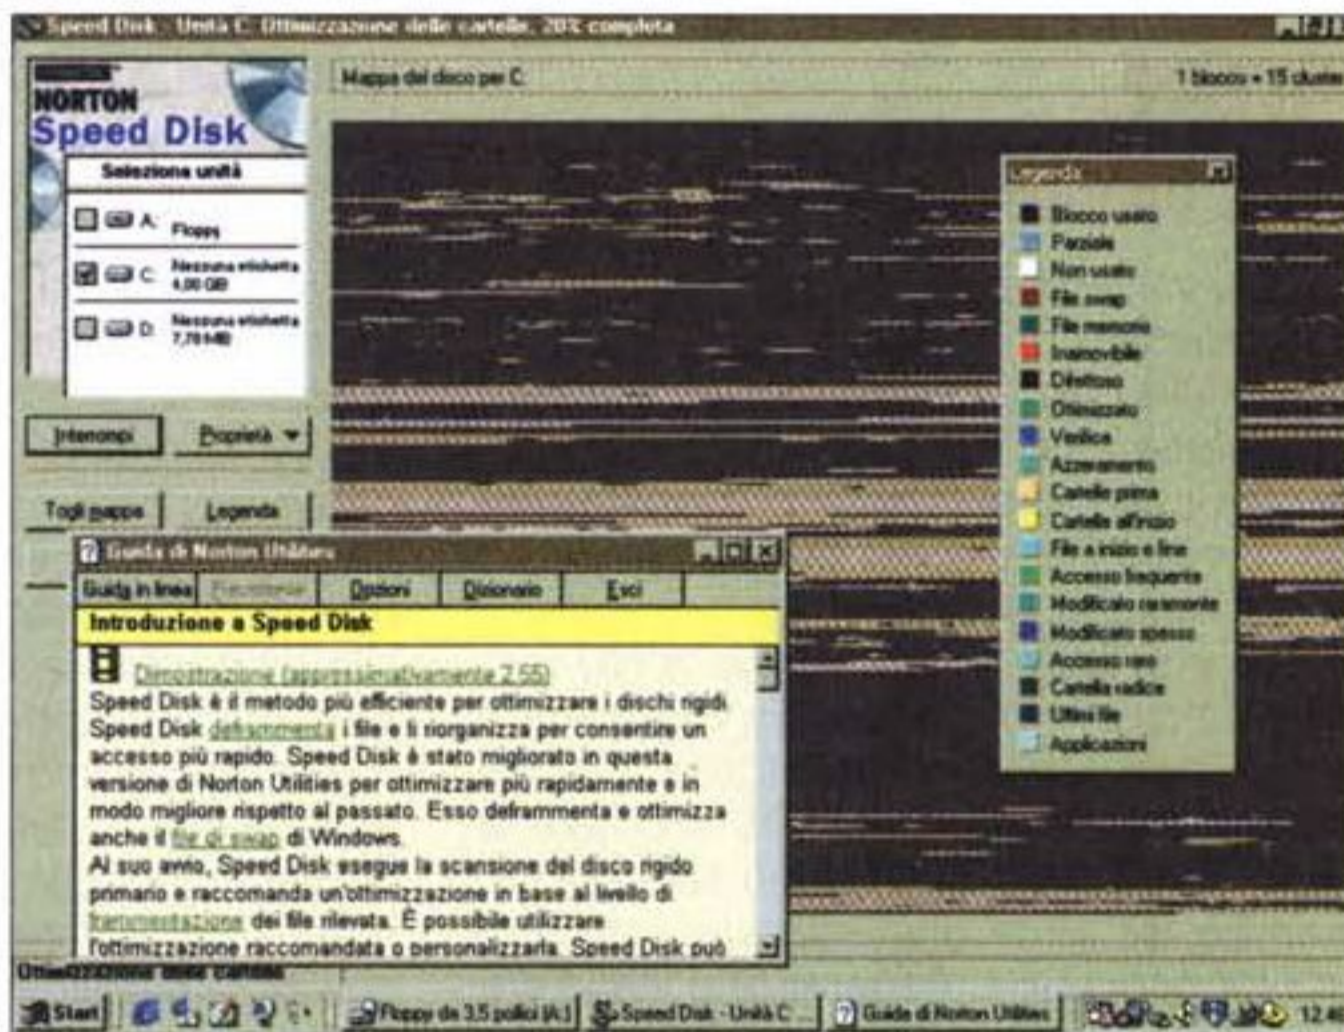 Speed Disk - Unità C: Ottimizzazione delle cartelle, 20% completa
NORTON
Speed Disk
Seleziona unità
A: Floppy
C: Nessuna etichetta
4,00 GB
D: Nessuna etichetta
7,78 MB
Interrompi
Proprietà
Togli mappa
Legenda
Mappa del disco per C:
1 blocco = 15 cluster
Legenda
Blocco usato
Parziale
Non usato
File swap
File memoria
Inamovibile
Difettoso
Ottimizzato
Verifica
Azzeramento
Cartelle prima
Cartelle all'inizio
File a inizio e fine
Accesso frequente
Modificato raramente
Modificato spesso
Accesso raro
Cartella radice
Ultimi file
Applicazioni
Guida di Norton Utilities
Guida in linea
Opzioni
Dizionario
Esci
Introduzione a Speed Disk
Dimostrazione (approssimativamente 2.55)
Speed Disk è il metodo più efficiente per ottimizzare i dischi rigidi.
Speed Disk deframmenta i file e li riorganizza per consentire un
accesso più rapido. Speed Disk è stato migliorato in questa
versione di Norton Utilities per ottimizzare più rapidamente e in
modo migliore rispetto al passato. Esso deframmenta e ottimizza
anche il file di swap di Windows.
Al suo avvio, Speed Disk esegue la scansione del disco rigido
primario e raccomanda un'ottimizzazione in base al livello di
frammentazione dei file rilevata. È possibile utilizzare
l'ottimizzazione raccomandata o personalizzarla. Speed Disk può
Ottimizzazione delle cartelle
Start
Floppy da 3,5 pollici (A:)
Speed Disk - Unità C ...
Guida di Norton Utilities